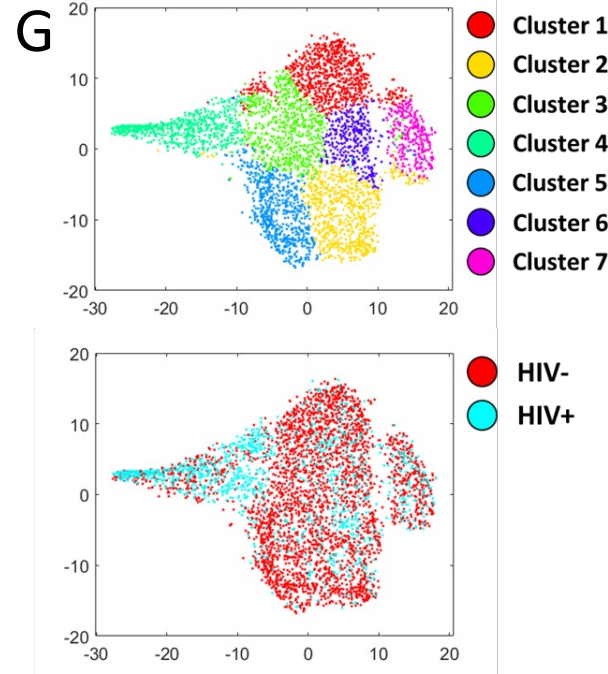 G
20
10
0
-10
-20
-30 -20 -10 0 10 20
Cluster 1
Cluster 2
Cluster 3
Cluster 4
Cluster 5
Cluster 6
Cluster 7
20
10
0
-10
-20
-30 -20 -10 0 10 20
HIV-
HIV+